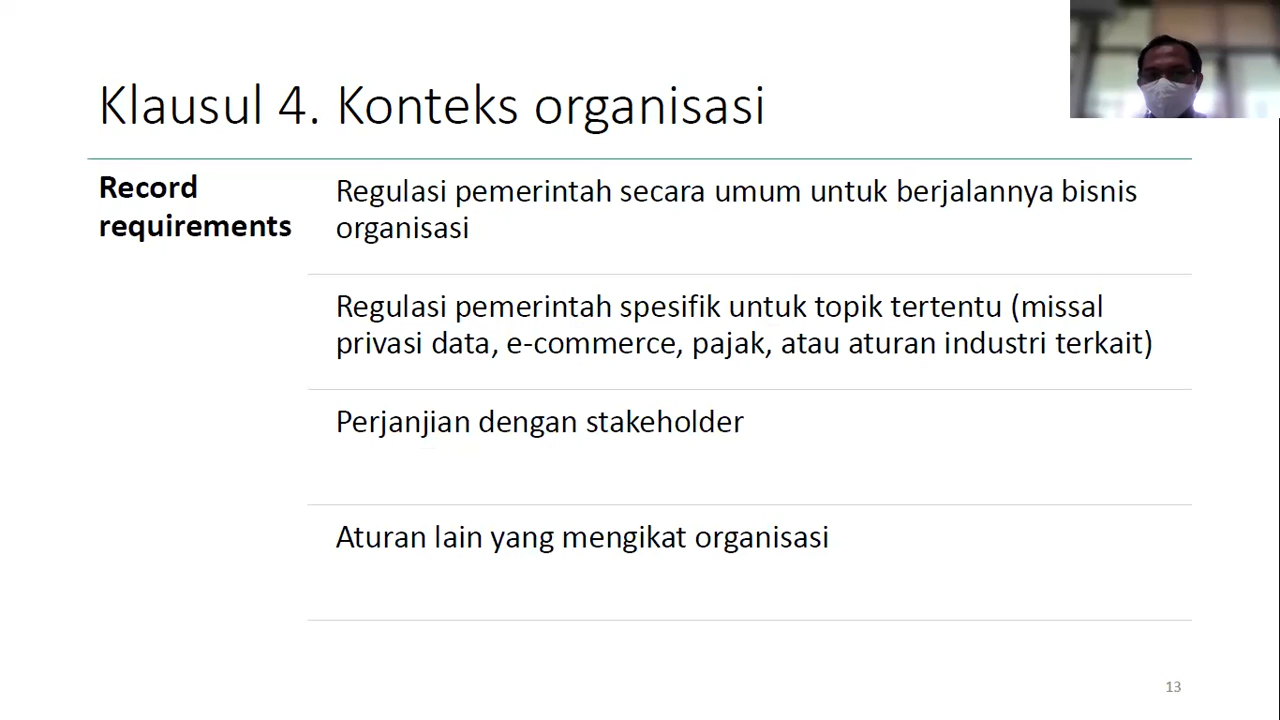 Klausul 4. Konteks organisasi
Record
requirements
Regulasi pemerintah secara umum untuk berjalannya bisnis
organisasi
Regulasi pemerintah spesifik untuk topik tertentu (missal
privasi data, e-commerce, pajak, atau aturan industri terkait)
Perjanjian dengan stakeholder
Aturan lain yang mengikat organisasi
13